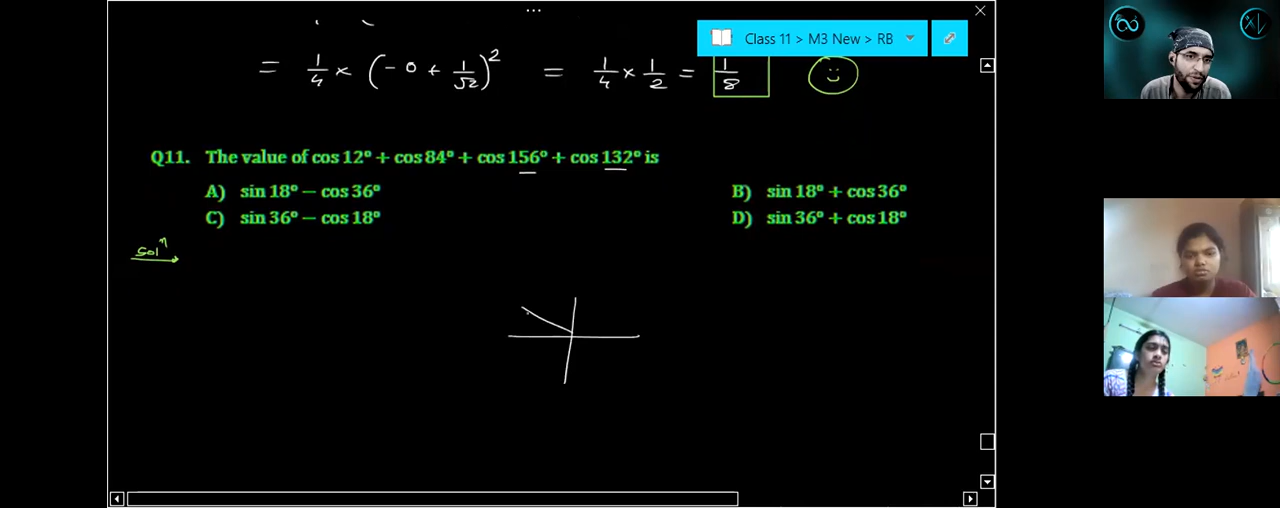 ...
Class 11 > M3 New > RB
= 1/4 × (-0 + 1/√2)² = 1/4 × 1/2 = 1/8
Q11. The value of cos 12° + cos 84° + cos 156° + cos 132° is
A) sin 18° − cos 36°
B) sin 18° + cos 36°
C) sin 36° − cos 18°
D) sin 36° + cos 18°
Solⁿ